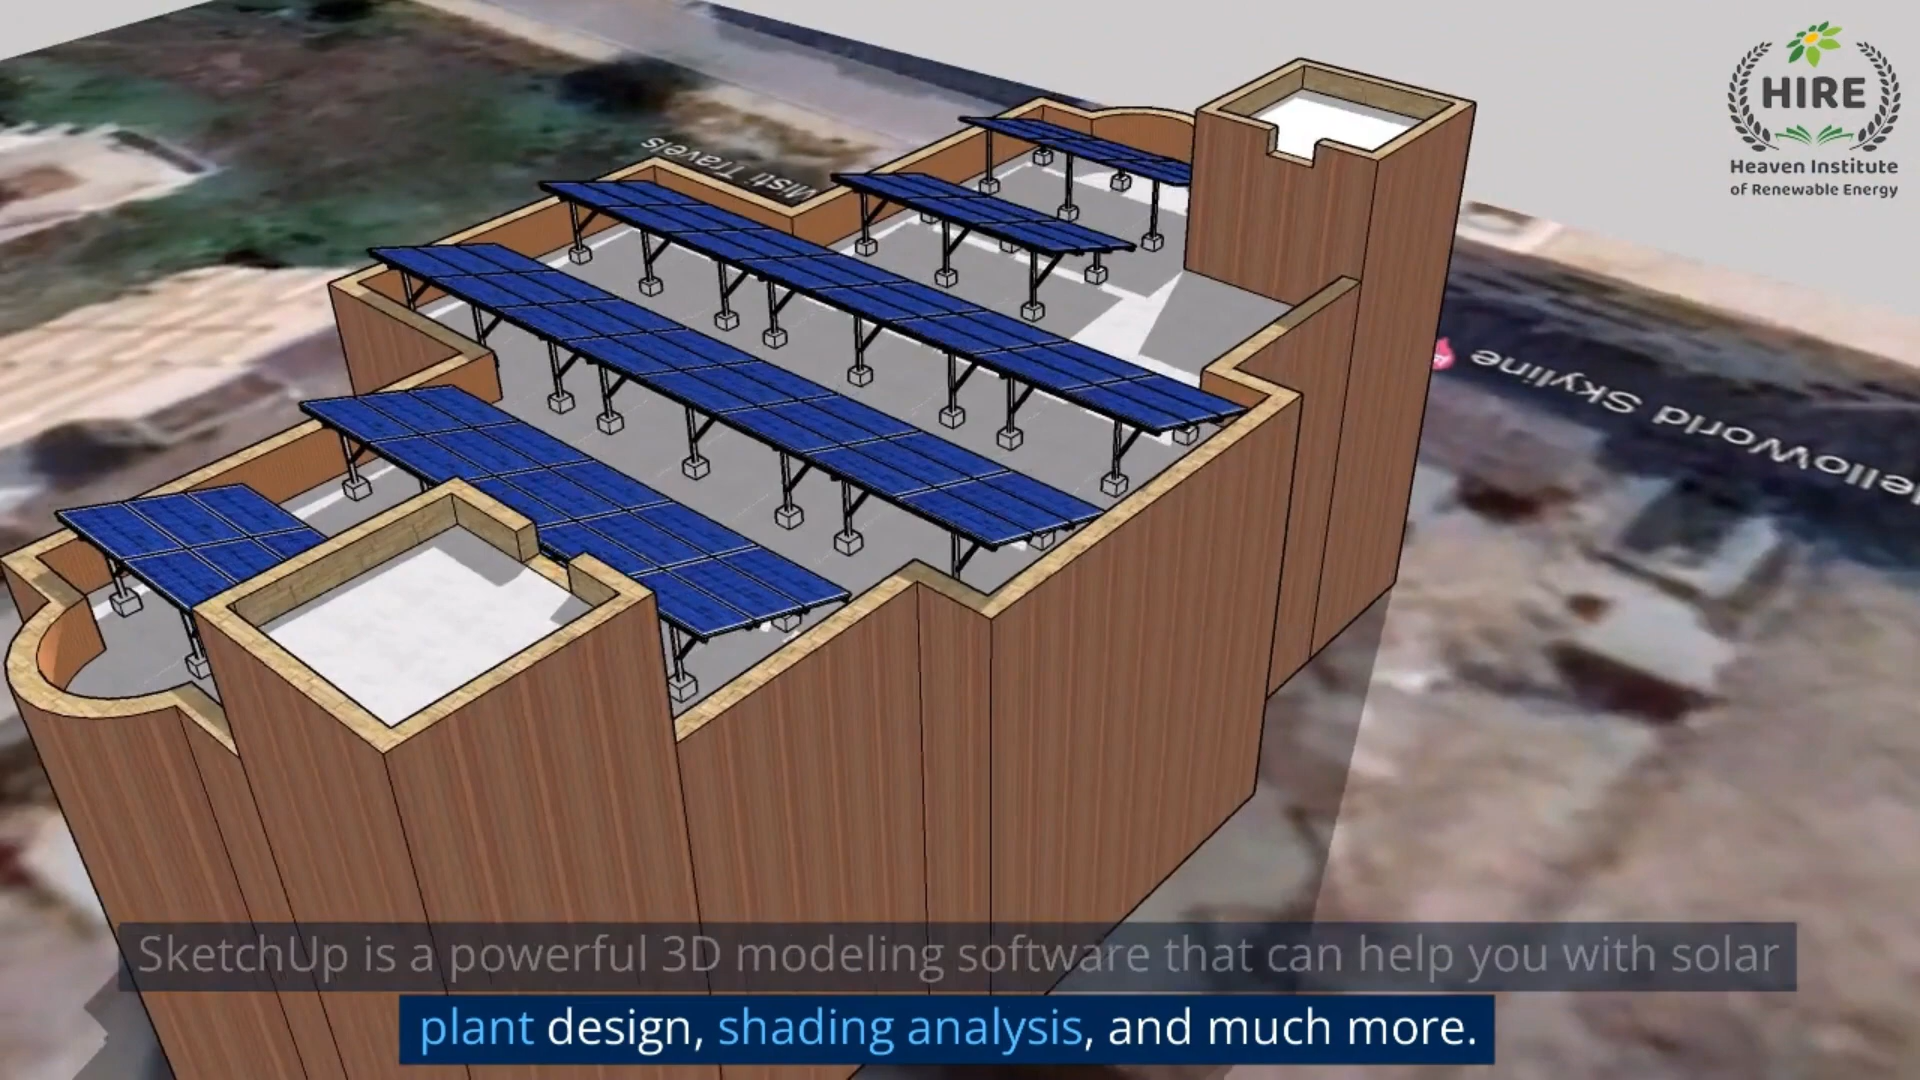 HIRE
Heaven Institute
of Renewable Energy
Misti Travels
elloWorld Skyline
SketchUp is a powerful 3D modeling software that can help you with solar
plant design, shading analysis, and much more.